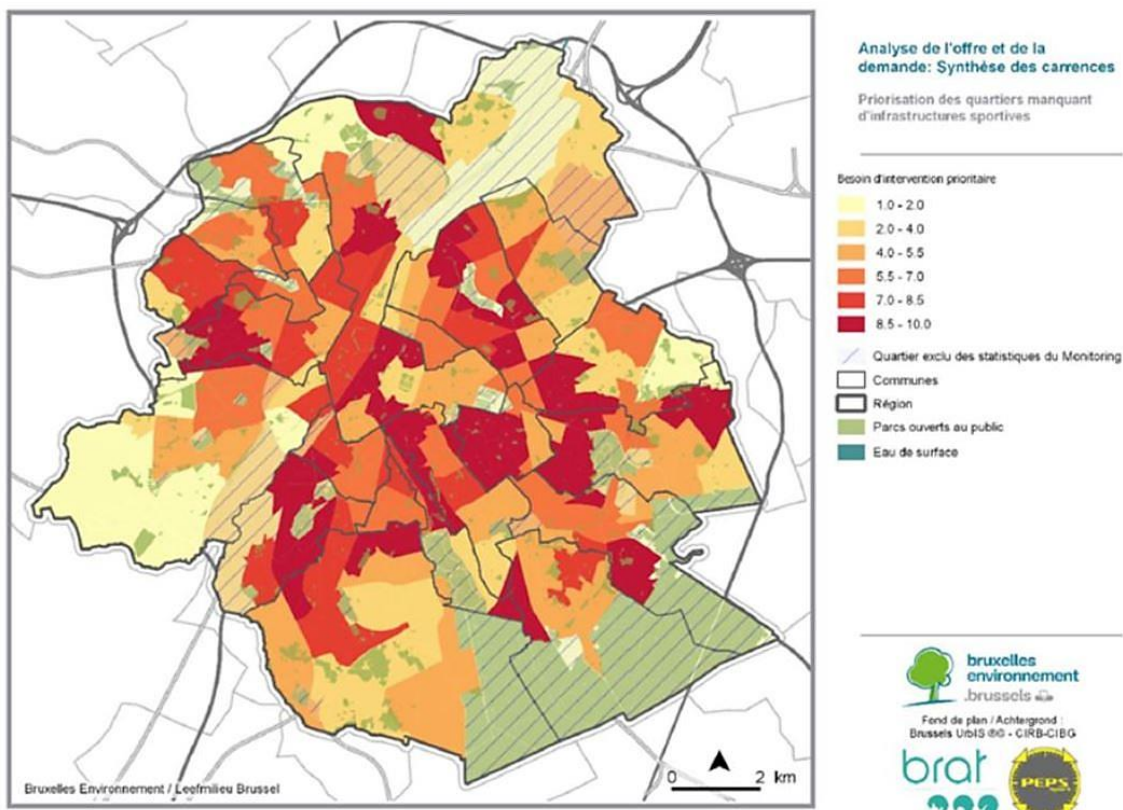 Analyse de l'offre et de la
demande: Synthèse des carrences
Priorisation des quartiers manquant
d'infrastructures sportives
Besoin d'intervention prioritaire
1.0 - 2.0
2.0 - 4.0
4.0 - 5.5
5.5 - 7.0
7.0 - 8.5
8.5 - 10.0
Quartier exclu des statistiques du Monitoring
Communes
Région
Parcs ouverts au public
Eau de surface
bruxelles
environnement
.brussels
Fond de plan / Achtergrond :
Brussels UrbIS ®© - CIRB-CIBG
brat
PEPS
0 2 km
Bruxelles Environnement / Leefmilieu Brussel